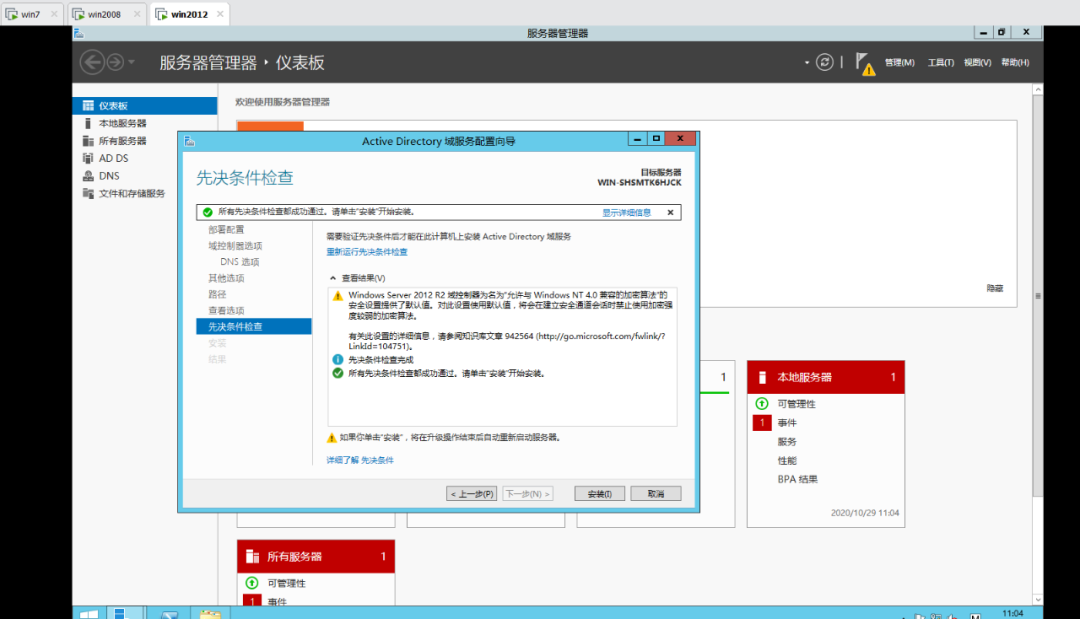 win7
win2008
win2012
服务器管理器
服务器管理器 · 仪表板
管理(M) 工具(T) 视图(V) 帮助(H)
仪表板
本地服务器
所有服务器
AD DS
DNS
文件和存储服务
欢迎使用服务器管理器
Active Directory 域服务配置向导
先决条件检查
目标服务器
WIN-SHSMTK6HJCK
所有先决条件检查都成功通过。请单击"安装"开始安装。
显示详细信息
部署配置
域控制器选项
DNS 选项
其他选项
路径
查看选项
先决条件检查
安装
结果
需要验证先决条件后才能在此计算机上安装 Active Directory 域服务
重新运行先决条件检查
查看结果(V)
Windows Server 2012 R2 域控制器为名为"允许与 Windows NT 4.0 兼容的加密算法"的
安全设置提供了默认值。对此设置使用默认值，将会在建立安全通道会话时禁止使用加密强
度较弱的加密算法。
有关此设置的详细信息，请参阅知识库文章 942564 (http://go.microsoft.com/fwlink/?
LinkId=104751)。
先决条件检查完成
所有先决条件检查都成功通过。请单击"安装"开始安装。
如果你单击"安装"，将在升级操作结束后自动重新启动服务器。
详细了解 先决条件
< 上一步(P)
下一步(N) >
安装(I)
取消
隐藏
1
本地服务器 1
可管理性
1 事件
服务
性能
BPA 结果
2020/10/29 11:04
所有服务器 1
可管理性
1 事件
M
11:04